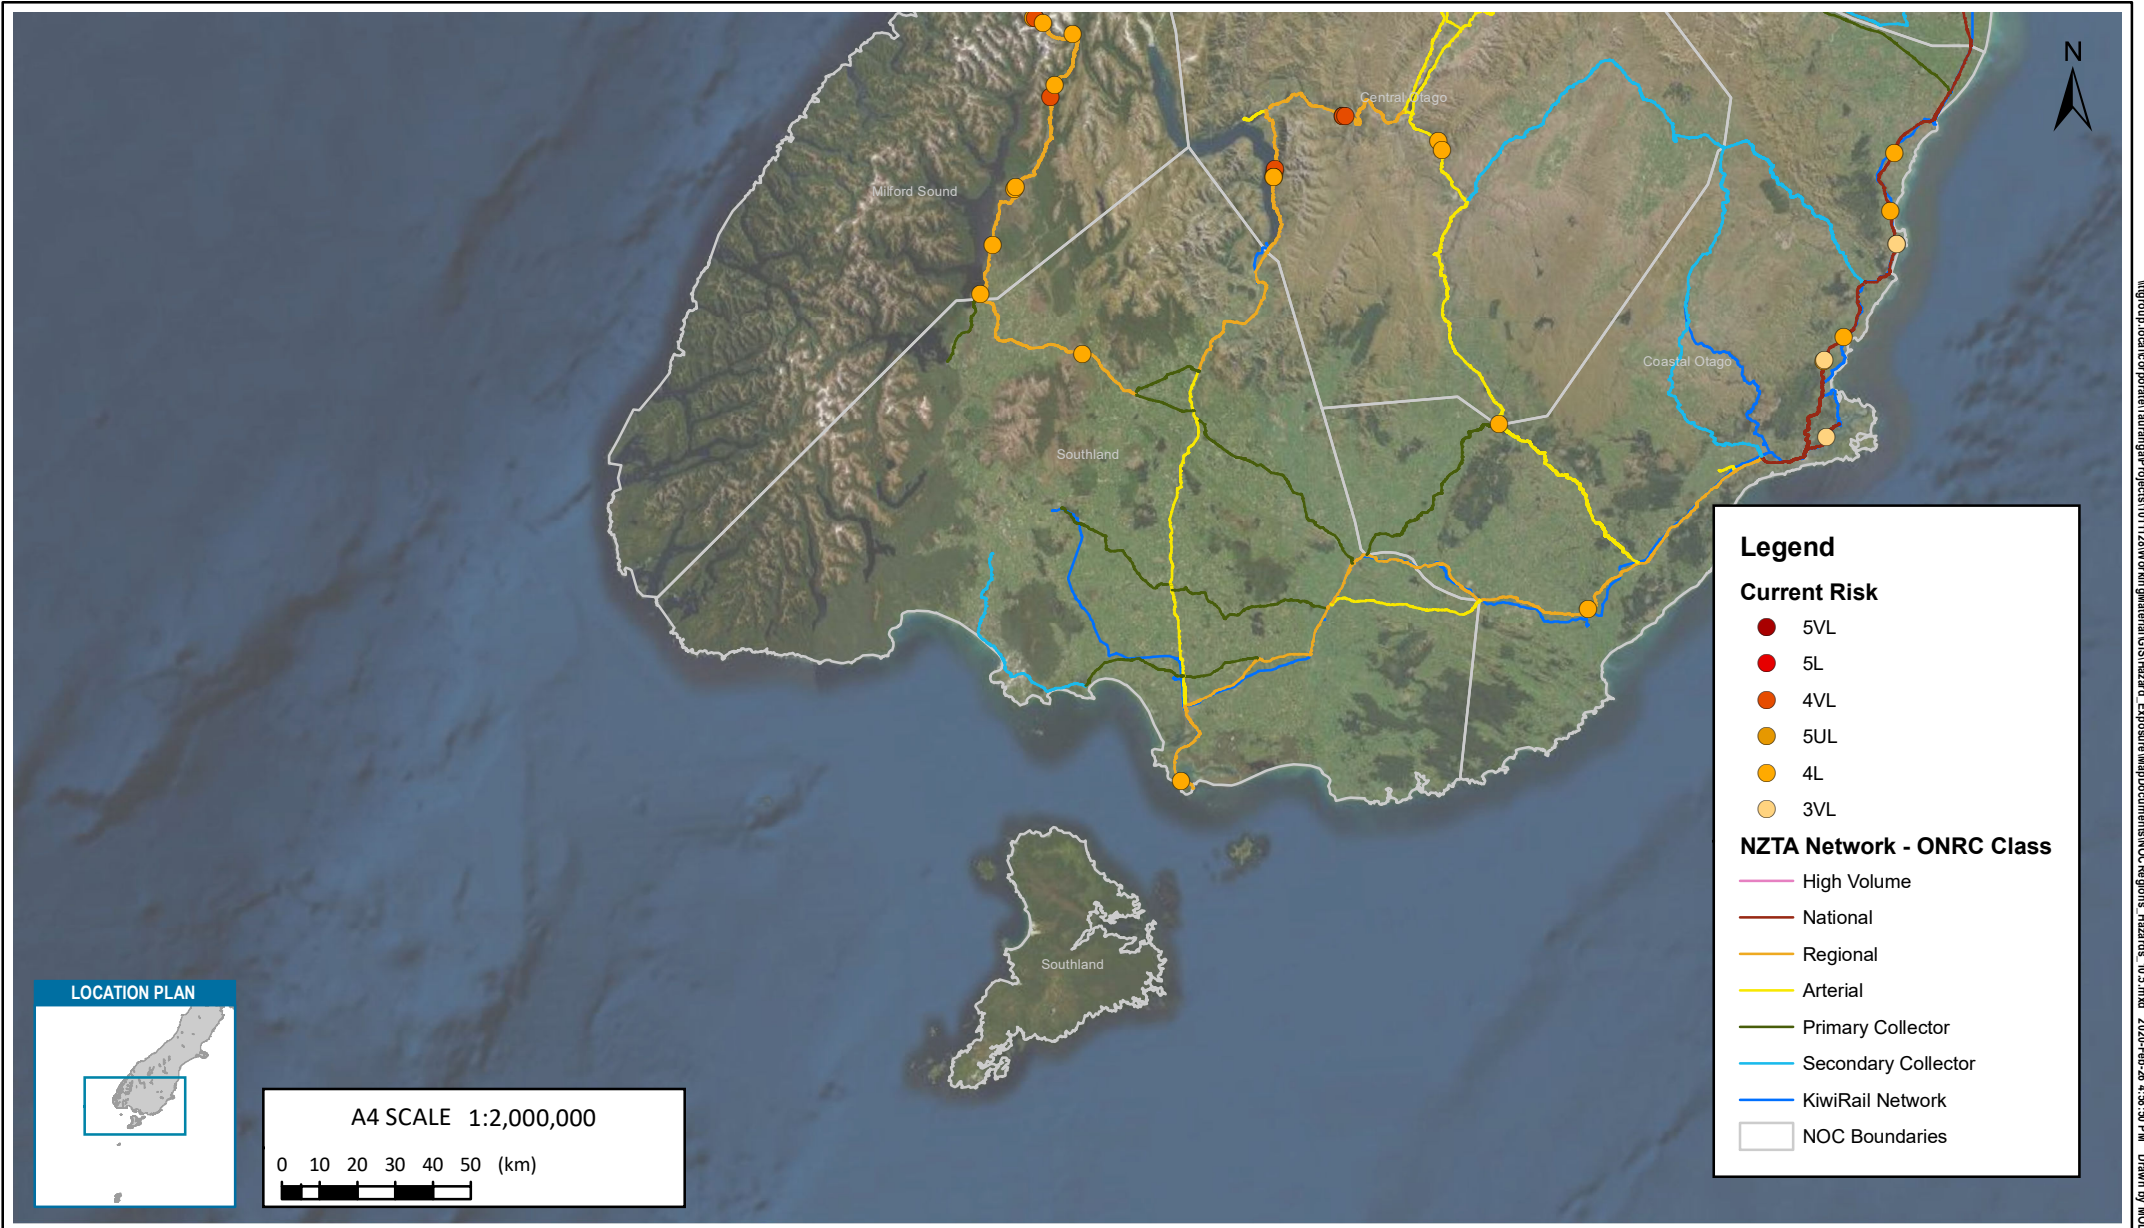 N
Central Otago
Milford Sound
Coastal Otago
Southland
Southland
Legend
Current Risk
5VL
5L
4VL
5UL
4L
3VL
NZTA Network - ONRC Class
High Volume
National
Regional
Arterial
Primary Collector
Secondary Collector
KiwiRail Network
NOC Boundaries
LOCATION PLAN
A4 SCALE 1:2,000,000
0 10 20 30 40 50 (km)